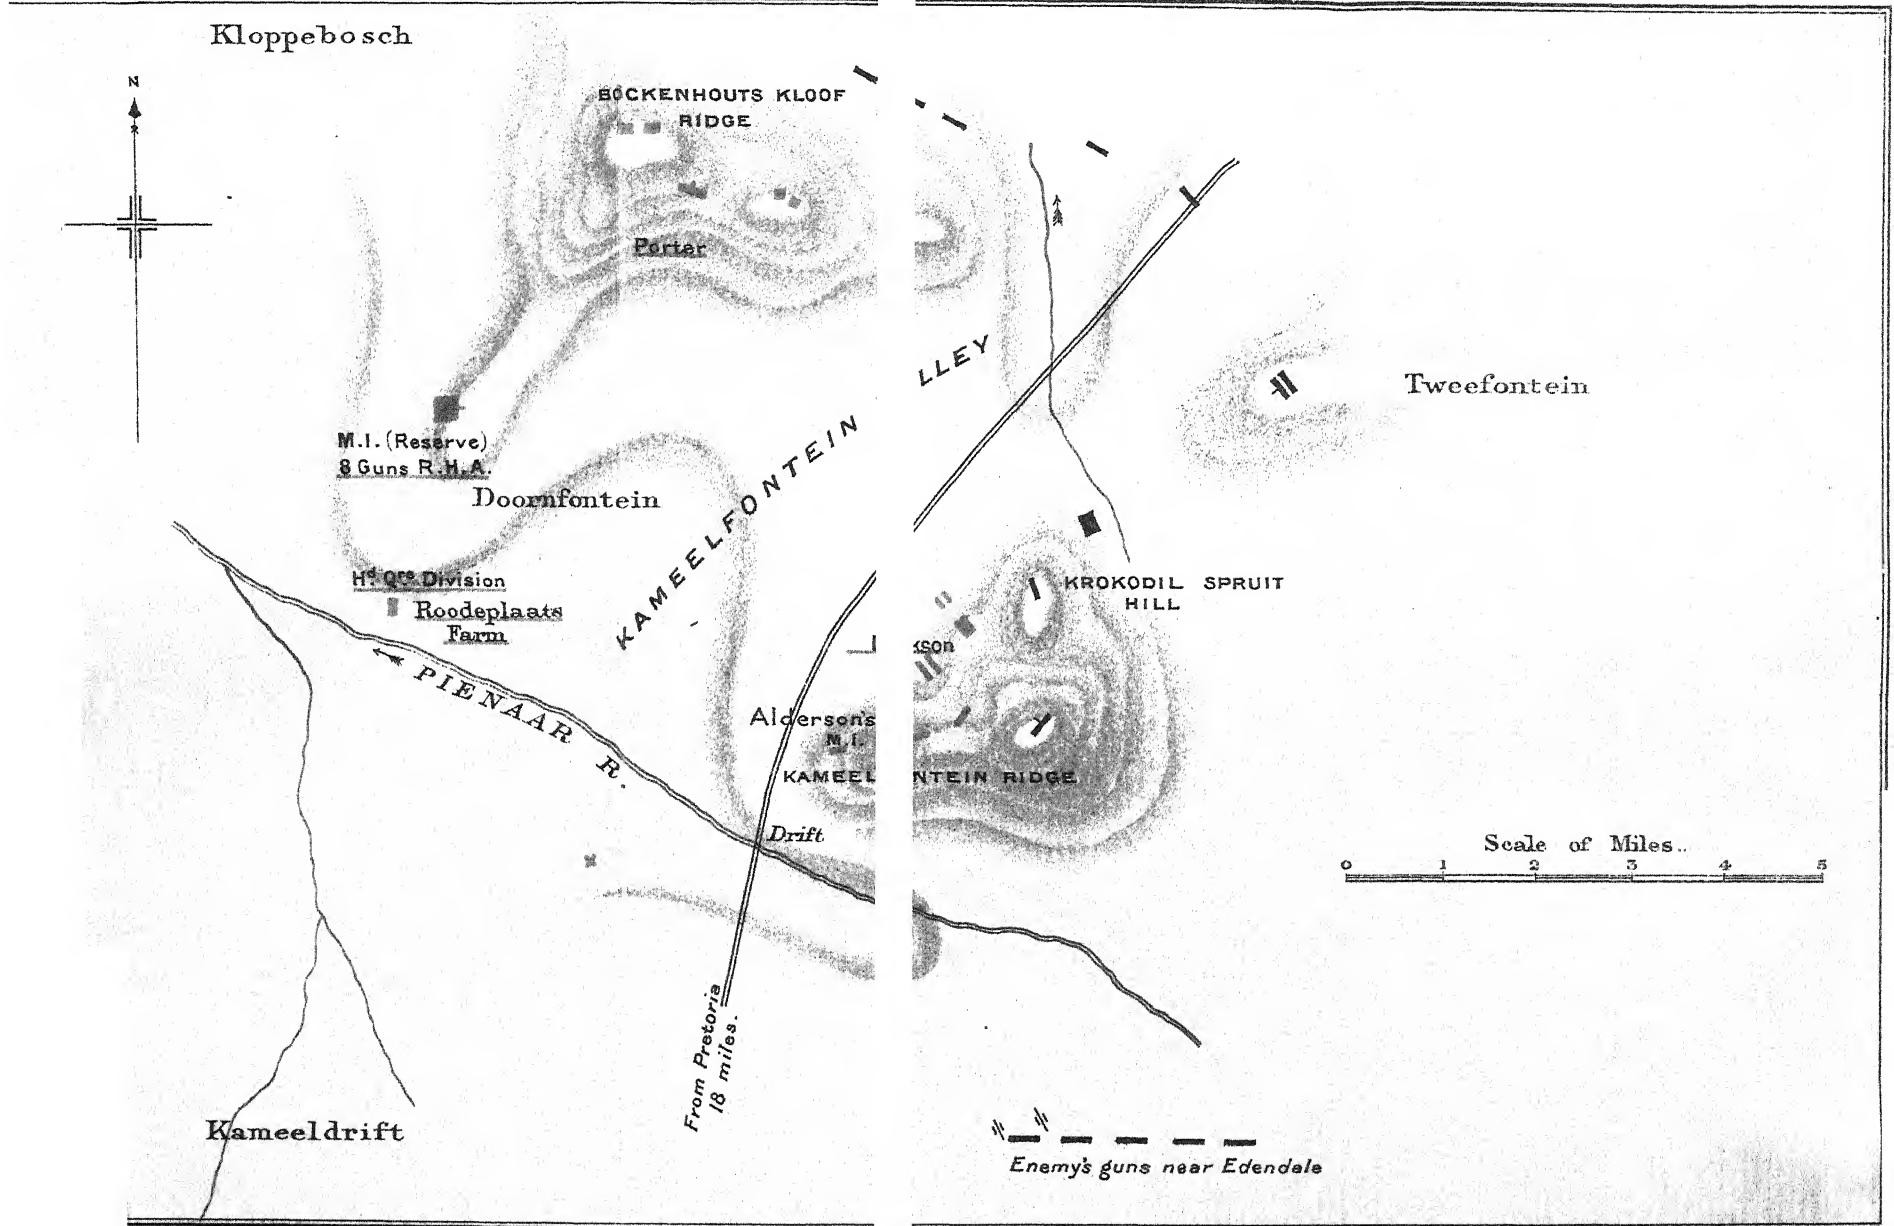 Kloppebosch
N
BOCKENHOUTS KLOOF
RIDGE
Porter
LLEY
Tweefontein
M.I. (Reserve)
8 Guns R.H.A.
Doornfontein
KAMEELFONTEIN
Hd Qrs Division
Roodeplaats
Farm
KROKODIL SPRUIT
HILL
kson
PIENAAR R.
Alderson's
M.I.
KAMEEL
NTEIN RIDGE
Drift
Scale of Miles..
0 1 2 3 4 5
From Pretoria
18 miles.
Kameeldrift
Enemy's guns near Edendale